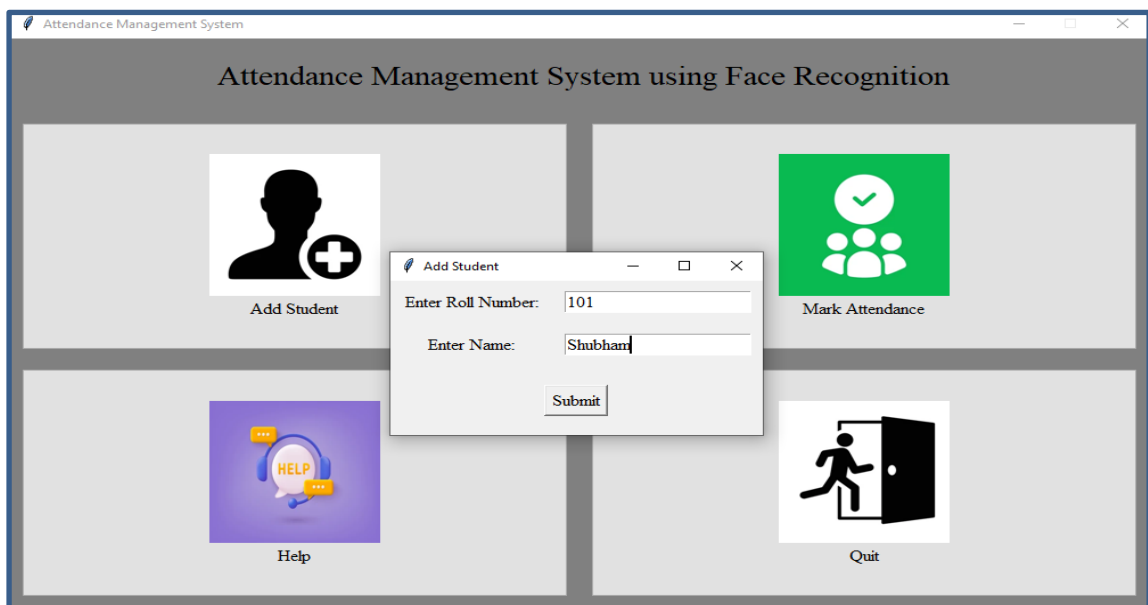 Attendance Management System
Attendance Management System using Face Recognition
Add Student
Mark Attendance
Add Student
Enter Roll Number: 101
Enter Name: Shubham
Submit
HELP
Help
Quit